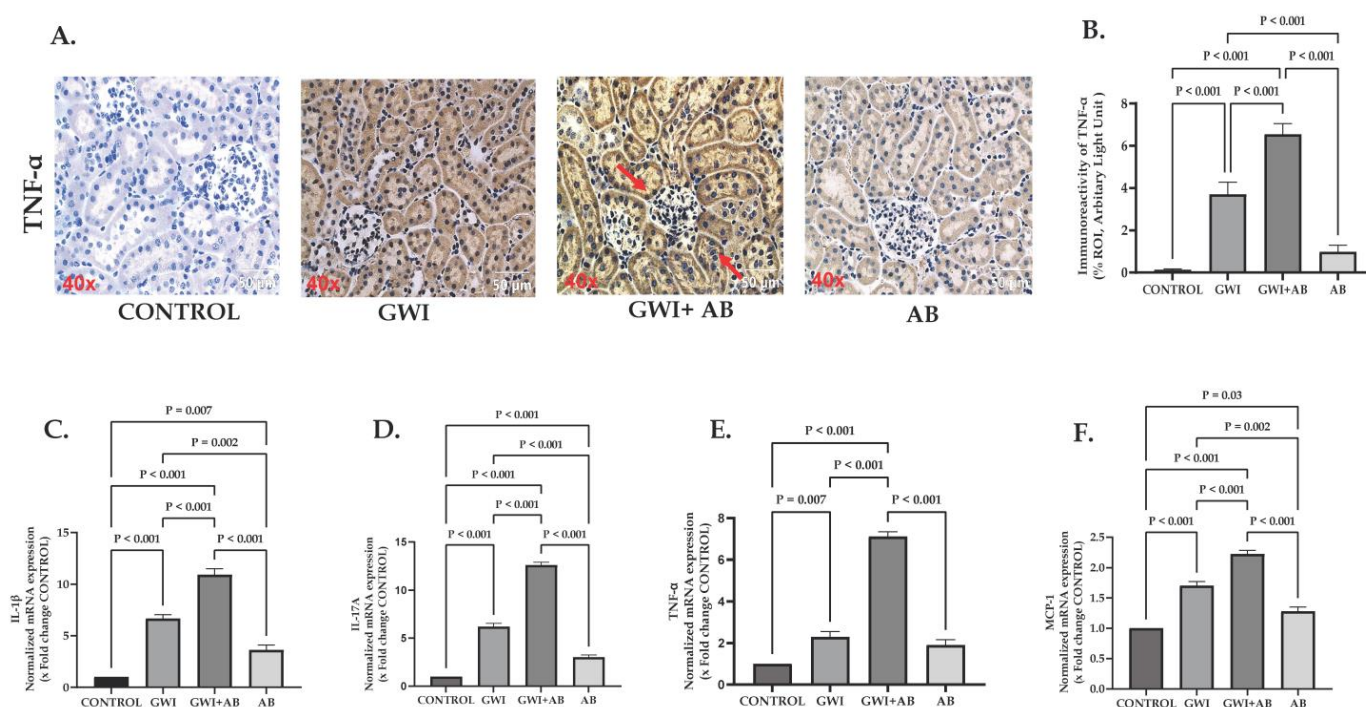 A.
TNF-α
40x
50 µm
CONTROL
40x
50 µm
GWI
40x
50 µm
GWI+ AB
40x
50 µm
AB
B.
P < 0.001
P < 0.001
P < 0.001
P < 0.001
P < 0.001
Immunoreactivity of TNF-α
(% ROI, Arbitary Light Unit )
8
6
4
2
0
CONTROL GWI GWI+AB AB
C.
P = 0.007
P = 0.002
P < 0.001
P < 0.001
P < 0.001
P < 0.001
IL-1β
Normalized mRNA expression
(x Fold change CONTROL)
15
10
5
0
CONTROL GWI GWI+AB AB
D.
P < 0.001
P < 0.001
P < 0.001
P < 0.001
P < 0.001
P < 0.001
IL-17A
Normalized mRNA expression
(x Fold change CONTROL)
15
10
5
0
CONTROL GWI GWI+AB AB
E.
P < 0.001
P < 0.001
P = 0.007
P < 0.001
TNF-α
Normalized mRNA expression
(x Fold change CONTROL)
8
6
4
2
0
CONTROL GWI GWI+AB AB
F.
P = 0.03
P = 0.002
P < 0.001
P < 0.001
P < 0.001
P < 0.001
MCP-1
Normalized mRNA expression
(x Fold change CONTROL)
2.5
2.0
1.5
1.0
0.5
0.0
CONTROL GWI GWI+AB AB